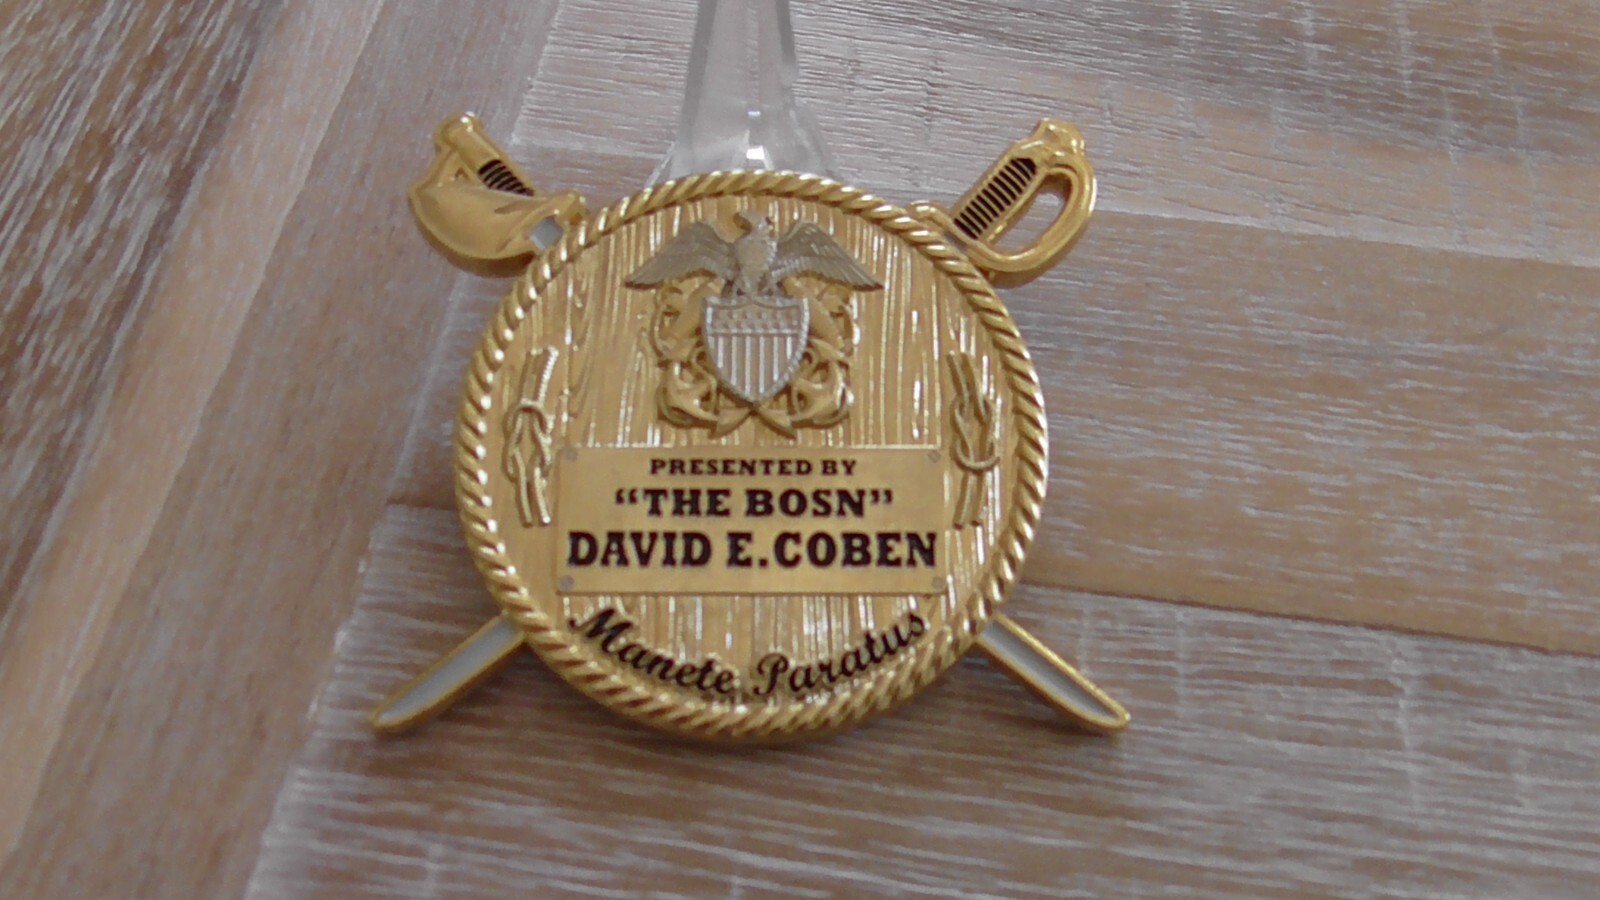 PRESENTED BY
“THE BOSN”
DAVID E.COBEN
Manete Paratus